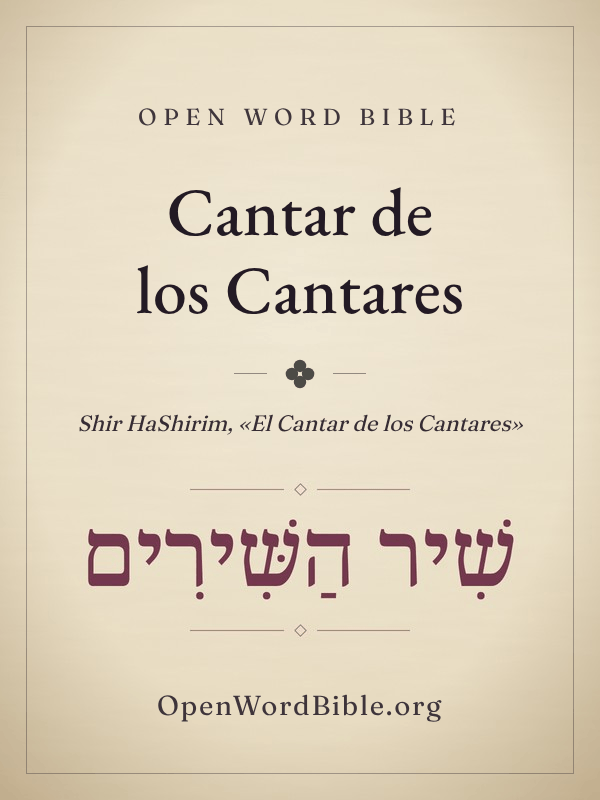 OPEN WORD BIBLE
Cantar de
los Cantares
Shir HaShirim, «El Cantar de los Cantares»
שִׁיר הַשִּׁירִים
OpenWordBible.org